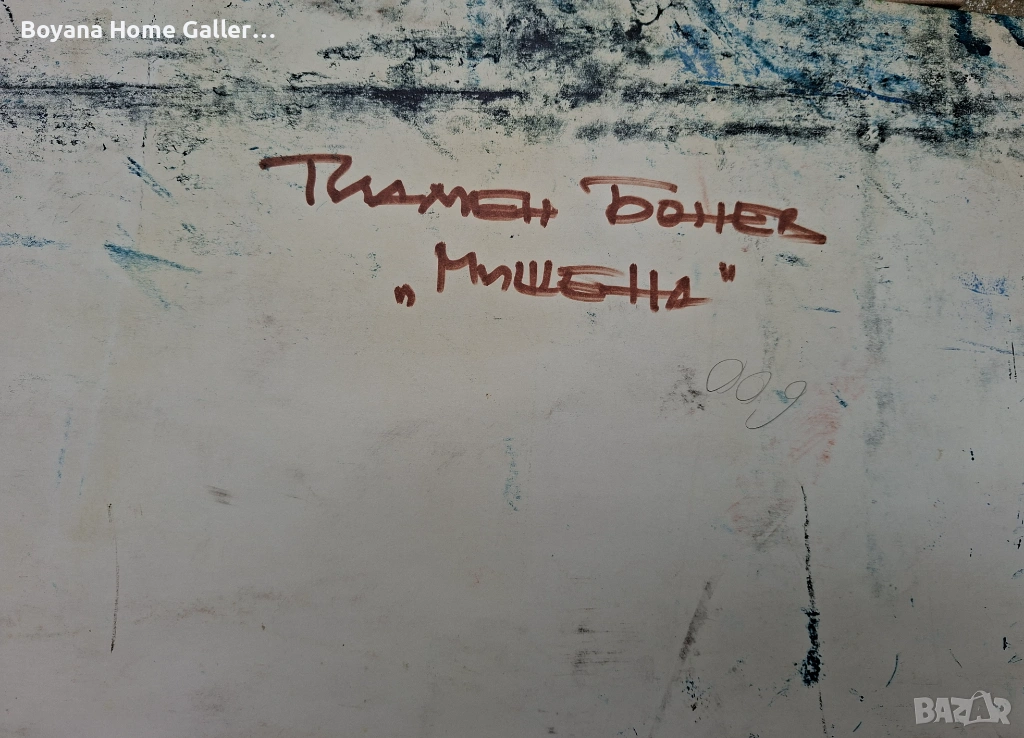 Boyana Home Galler...
Пламен Бонев
„Мишена"
009
BAZAR